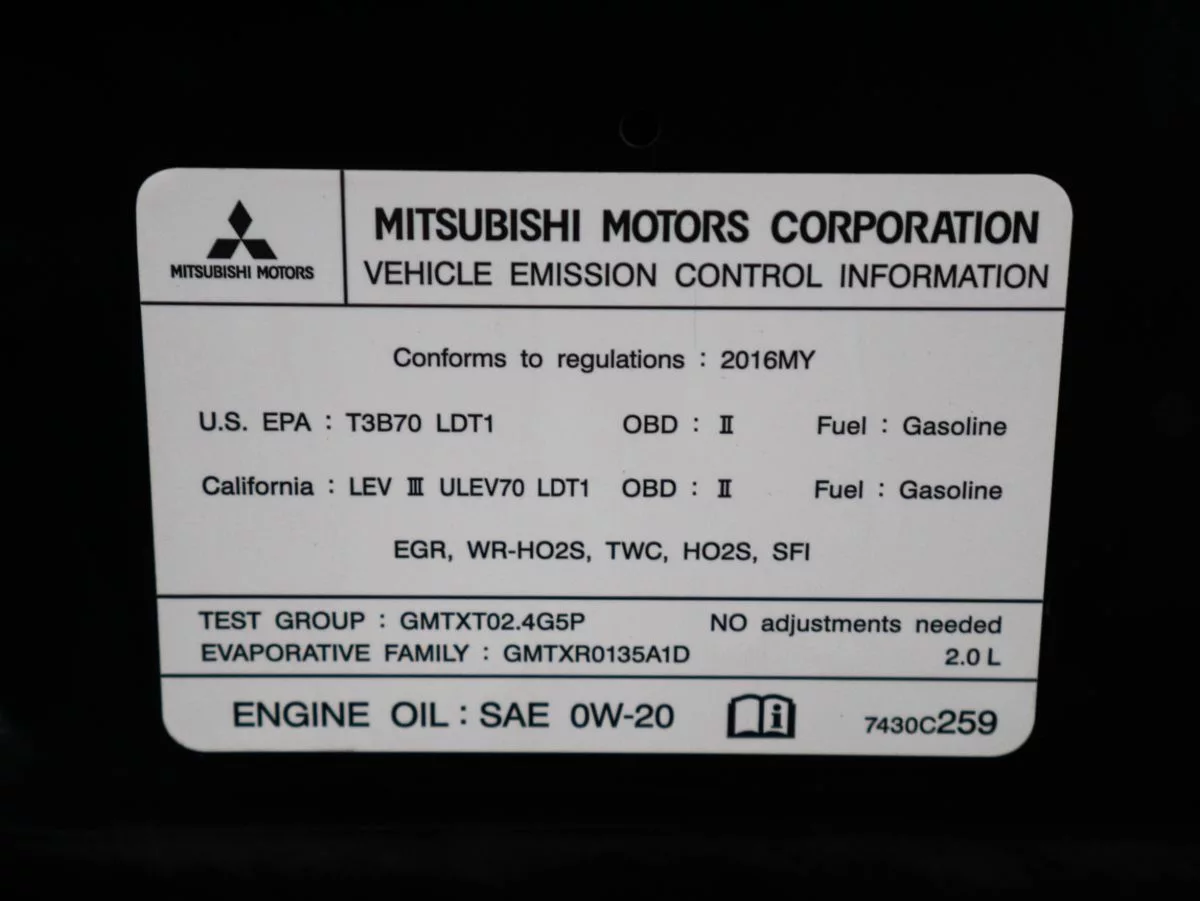 MITSUBISHI MOTORS
MITSUBISHI MOTORS CORPORATION
VEHICLE EMISSION CONTROL INFORMATION
Conforms to regulations : 2016MY
U.S. EPA : T3B70 LDT1 OBD : II Fuel : Gasoline
California : LEV III ULEV70 LDT1 OBD : II Fuel : Gasoline
EGR, WR-HO2S, TWC, HO2S, SFI
TEST GROUP : GMTXT02.4G5P NO adjustments needed
EVAPORATIVE FAMILY : GMTXR0135A1D 2.0 L
ENGINE OIL : SAE 0W-20 i 7430C259